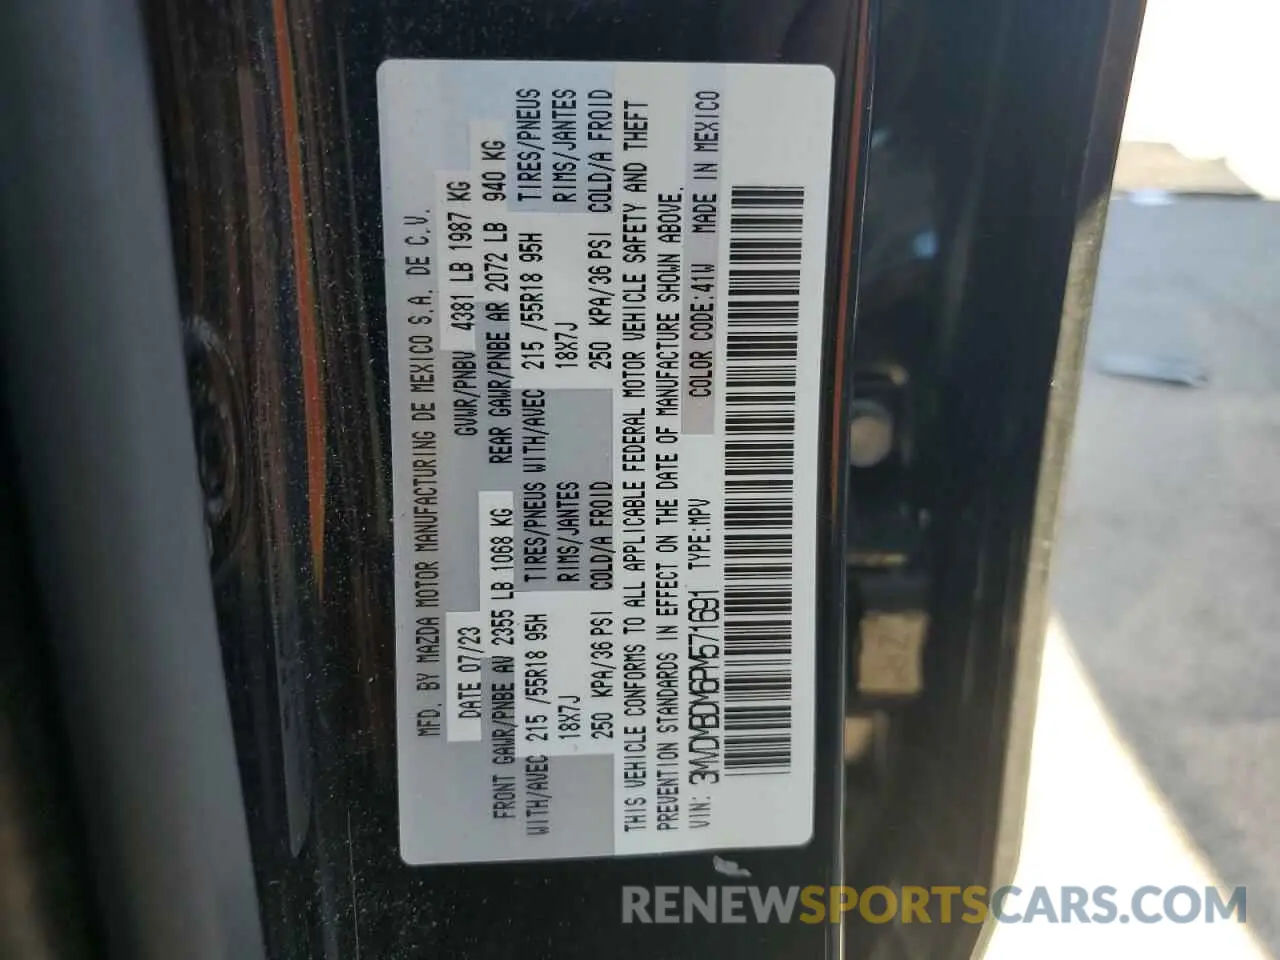 MFD. BY MAZDA MOTOR MANUFACTURING DE MEXICO S.A. DE C.V.
DATE 07/23 GVWR/PNBV 4381 LB 1987 KG
FRONT GAWR/PNBE AV 2355 LB 1068 KG REAR GAWR/PNBE AR 2072 LB 940 KG
WITH/AVEC 215 /55R18 95H TIRES/PNEUS WITH/AVEC 215 /55R18 95H TIRES/PNEUS
18X7J RIMS/JANTES 18X7J RIMS/JANTES
250 KPA/36 PSI COLD/A FROID 250 KPA/36 PSI COLD/A FROID
THIS VEHICLE CONFORMS TO ALL APPLICABLE FEDERAL MOTOR VEHICLE SAFETY AND THEFT
PREVENTION STANDARDS IN EFFECT ON THE DATE OF MANUFACTURE SHOWN ABOVE.
VIN: 3MVDMBDM6PM571691 TYPE:MPV COLOR CODE:41W MADE IN MEXICO
RENEWSPORTSCARS.COM